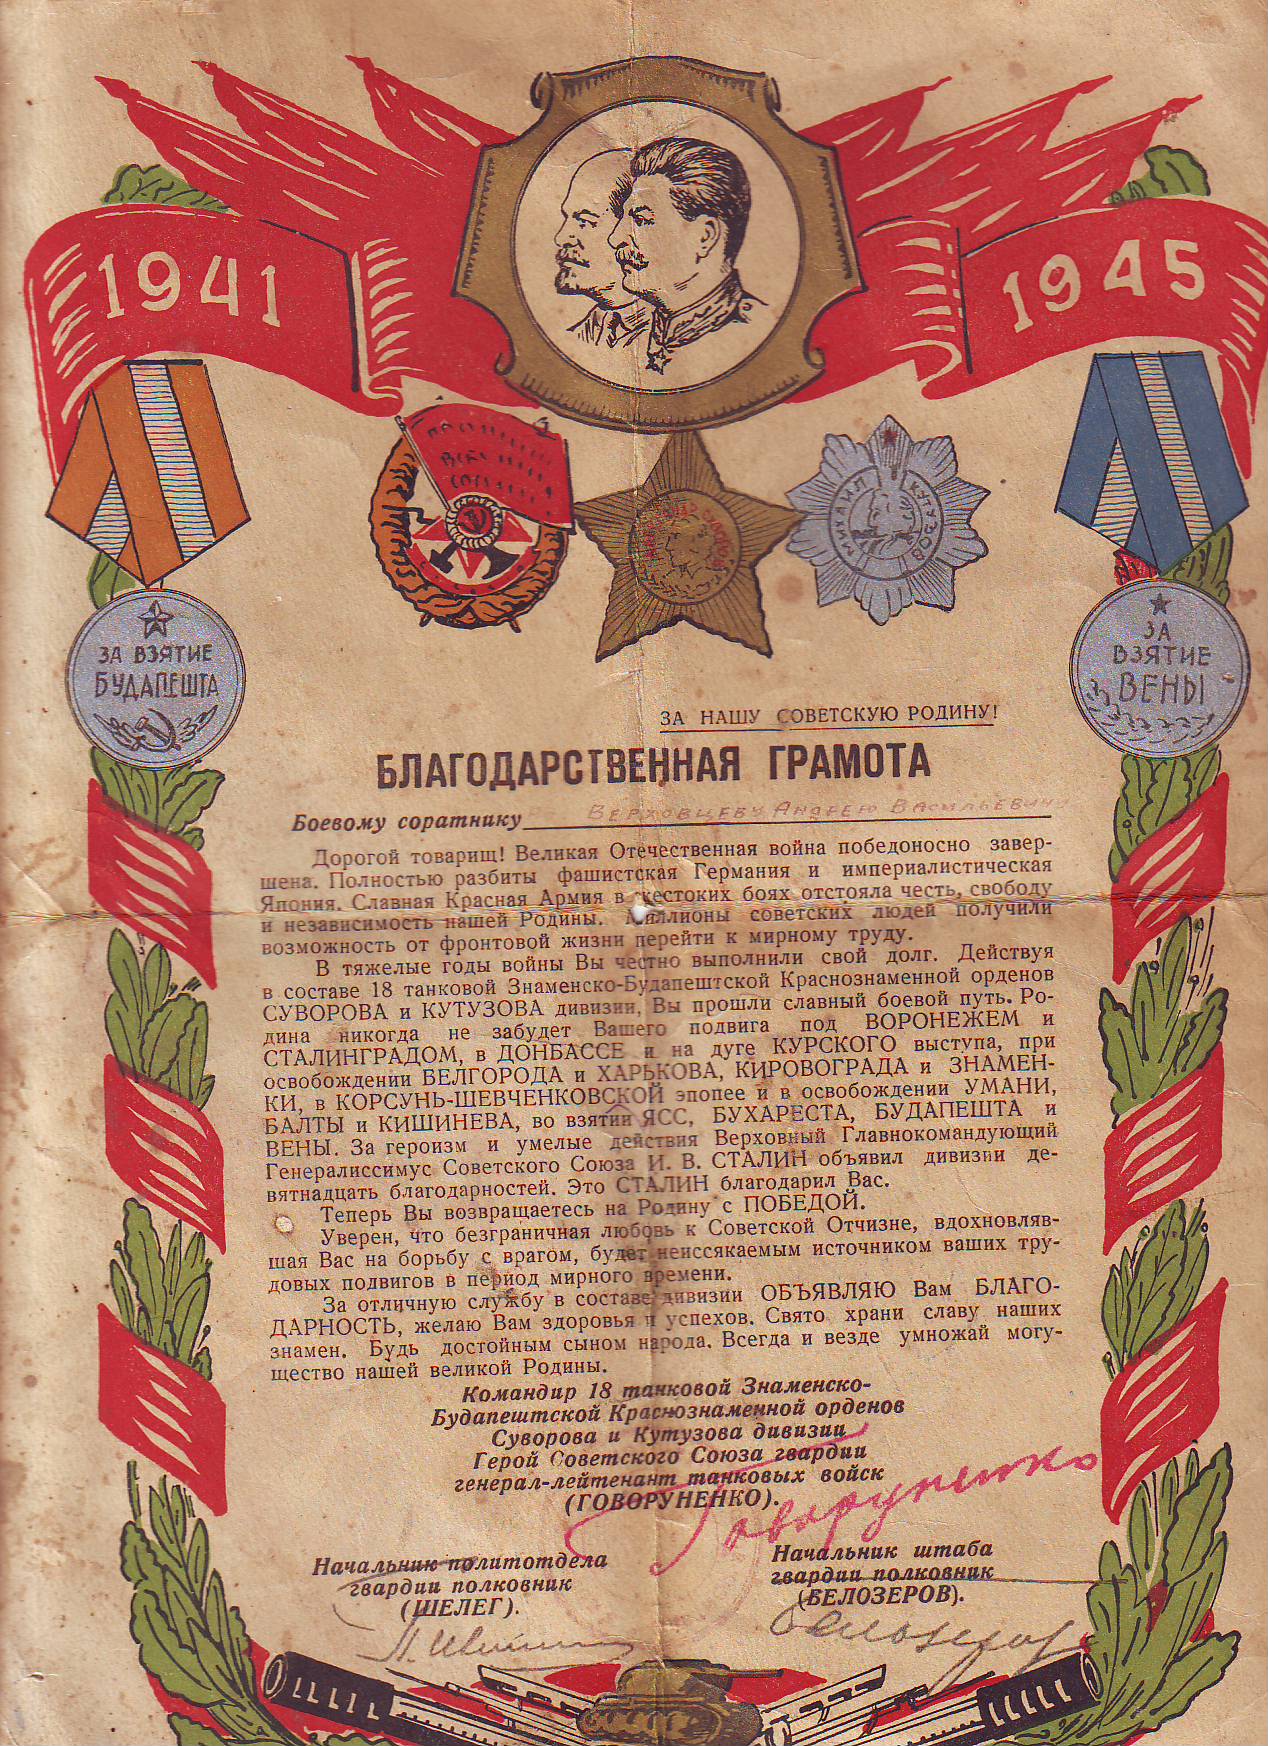 1941
1945
МИХАИЛ КУТУЗОВ
ЗА ВЗЯТИЕ
БУДАПЕШТА
ЗА
ВЗЯТИЕ
ВЕНЫ
ЗА НАШУ СОВЕТСКУЮ РОДИНУ!
БЛАГОДАРСТВЕННАЯ ГРАМОТА
Боевому соратнику Верховцеву Андрею Васильевичу
Дорогой товарищ! Великая Отечественная война победоносно завер-
шена. Полностью разбиты фашистская Германия и империалистическая
Япония. Славная Красная Армия в жестоких боях отстояла честь, свободу
и независимость нашей Родины. Миллионы советских людей получили
возможность от фронтовой жизни перейти к мирному труду.
В тяжелые годы войны Вы честно выполнили свой долг. Действуя
в составе 18 танковой Знаменско-Будапештской Краснознаменной орденов
СУВОРОВА и КУТУЗОВА дивизии, Вы прошли славный боевой путь. Ро-
дина никогда не забудет Вашего подвига под ВОРОНЕЖЕМ и
СТАЛИНГРАДОМ, в ДОНБАССЕ и на дуге КУРСКОГО выступа, при
освобождении БЕЛГОРОДА и ХАРЬКОВА, КИРОВОГРАДА и ЗНАМЕН-
КИ, в КОРСУНЬ-ШЕВЧЕНКОВСКОЙ эпопее и в освобождении УМАНИ,
БАЛТЫ и КИШИНЕВА, во взятии ЯСС, БУХАРЕСТА, БУДАПЕШТА и
ВЕНЫ. За героизм и умелые действия Верховный Главнокомандующий
Генералиссимус Советского Союза И. В. СТАЛИН объявил дивизии де-
вятнадцать благодарностей. Это СТАЛИН благодарил Вас.
Теперь Вы возвращаетесь на Родину с ПОБЕДОЙ.
Уверен, что безграничная любовь к Советской Отчизне, вдохновляв-
шая Вас на борьбу с врагом, будет неиссякаемым источником ваших тру-
довых подвигов в период мирного времени.
За отличную службу в составе дивизии ОБЪЯВЛЯЮ Вам БЛАГО-
ДАРНОСТЬ, желаю Вам здоровья и успехов. Свято храни славу наших
знамен. Будь достойным сыном народа. Всегда и везде умножай могу-
щество нашей великой Родины.
Командир 18 танковой Знаменско-
Будапештской Краснознаменной орденов
Суворова и Кутузова дивизии
Герой Советского Союза гвардии
генерал-лейтенант танковых войск
(ГОВОРУНЕНКО).
Говоруненко
Начальник политотдела
гвардии полковник
(ШЕЛЕГ).
Начальник штаба
гвардии полковник
(БЕЛОЗЕРОВ).
Белозеров